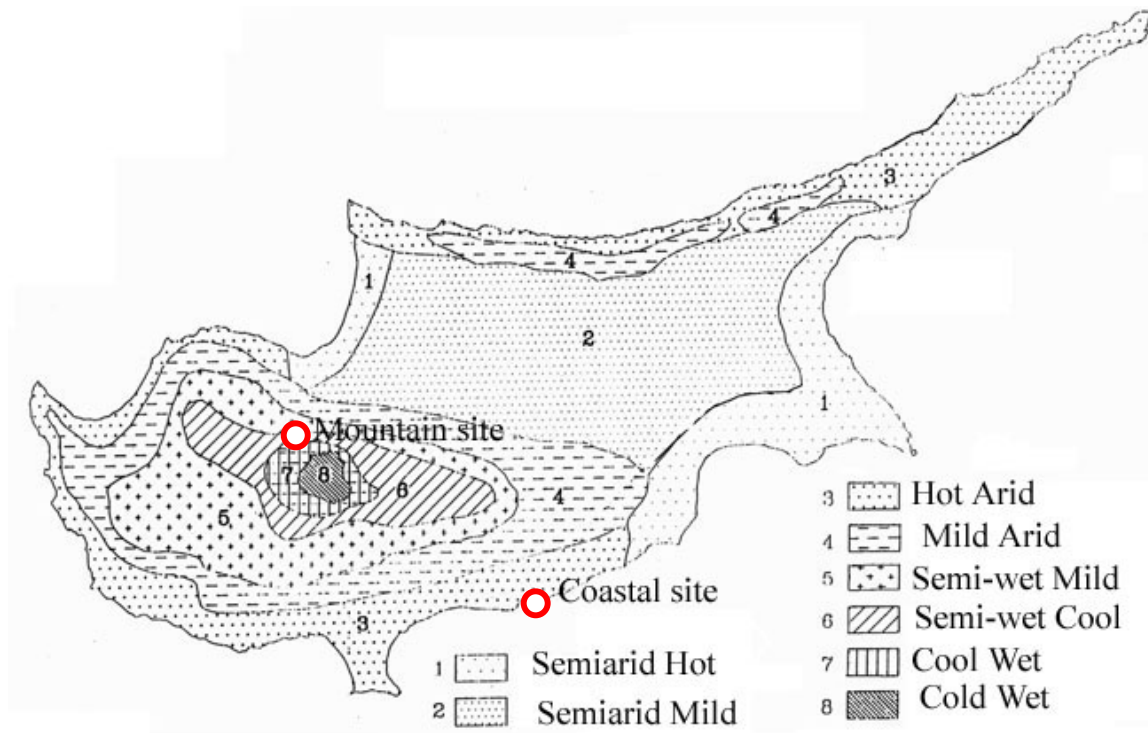 3
4
4
1
2
1
Mountain site
7
8
6
4
5
3
Coastal site
3 Hot Arid
4 Mild Arid
5 Semi-wet Mild
6 Semi-wet Cool
7 Cool Wet
8 Cold Wet
1 Semiarid Hot
2 Semiarid Mild